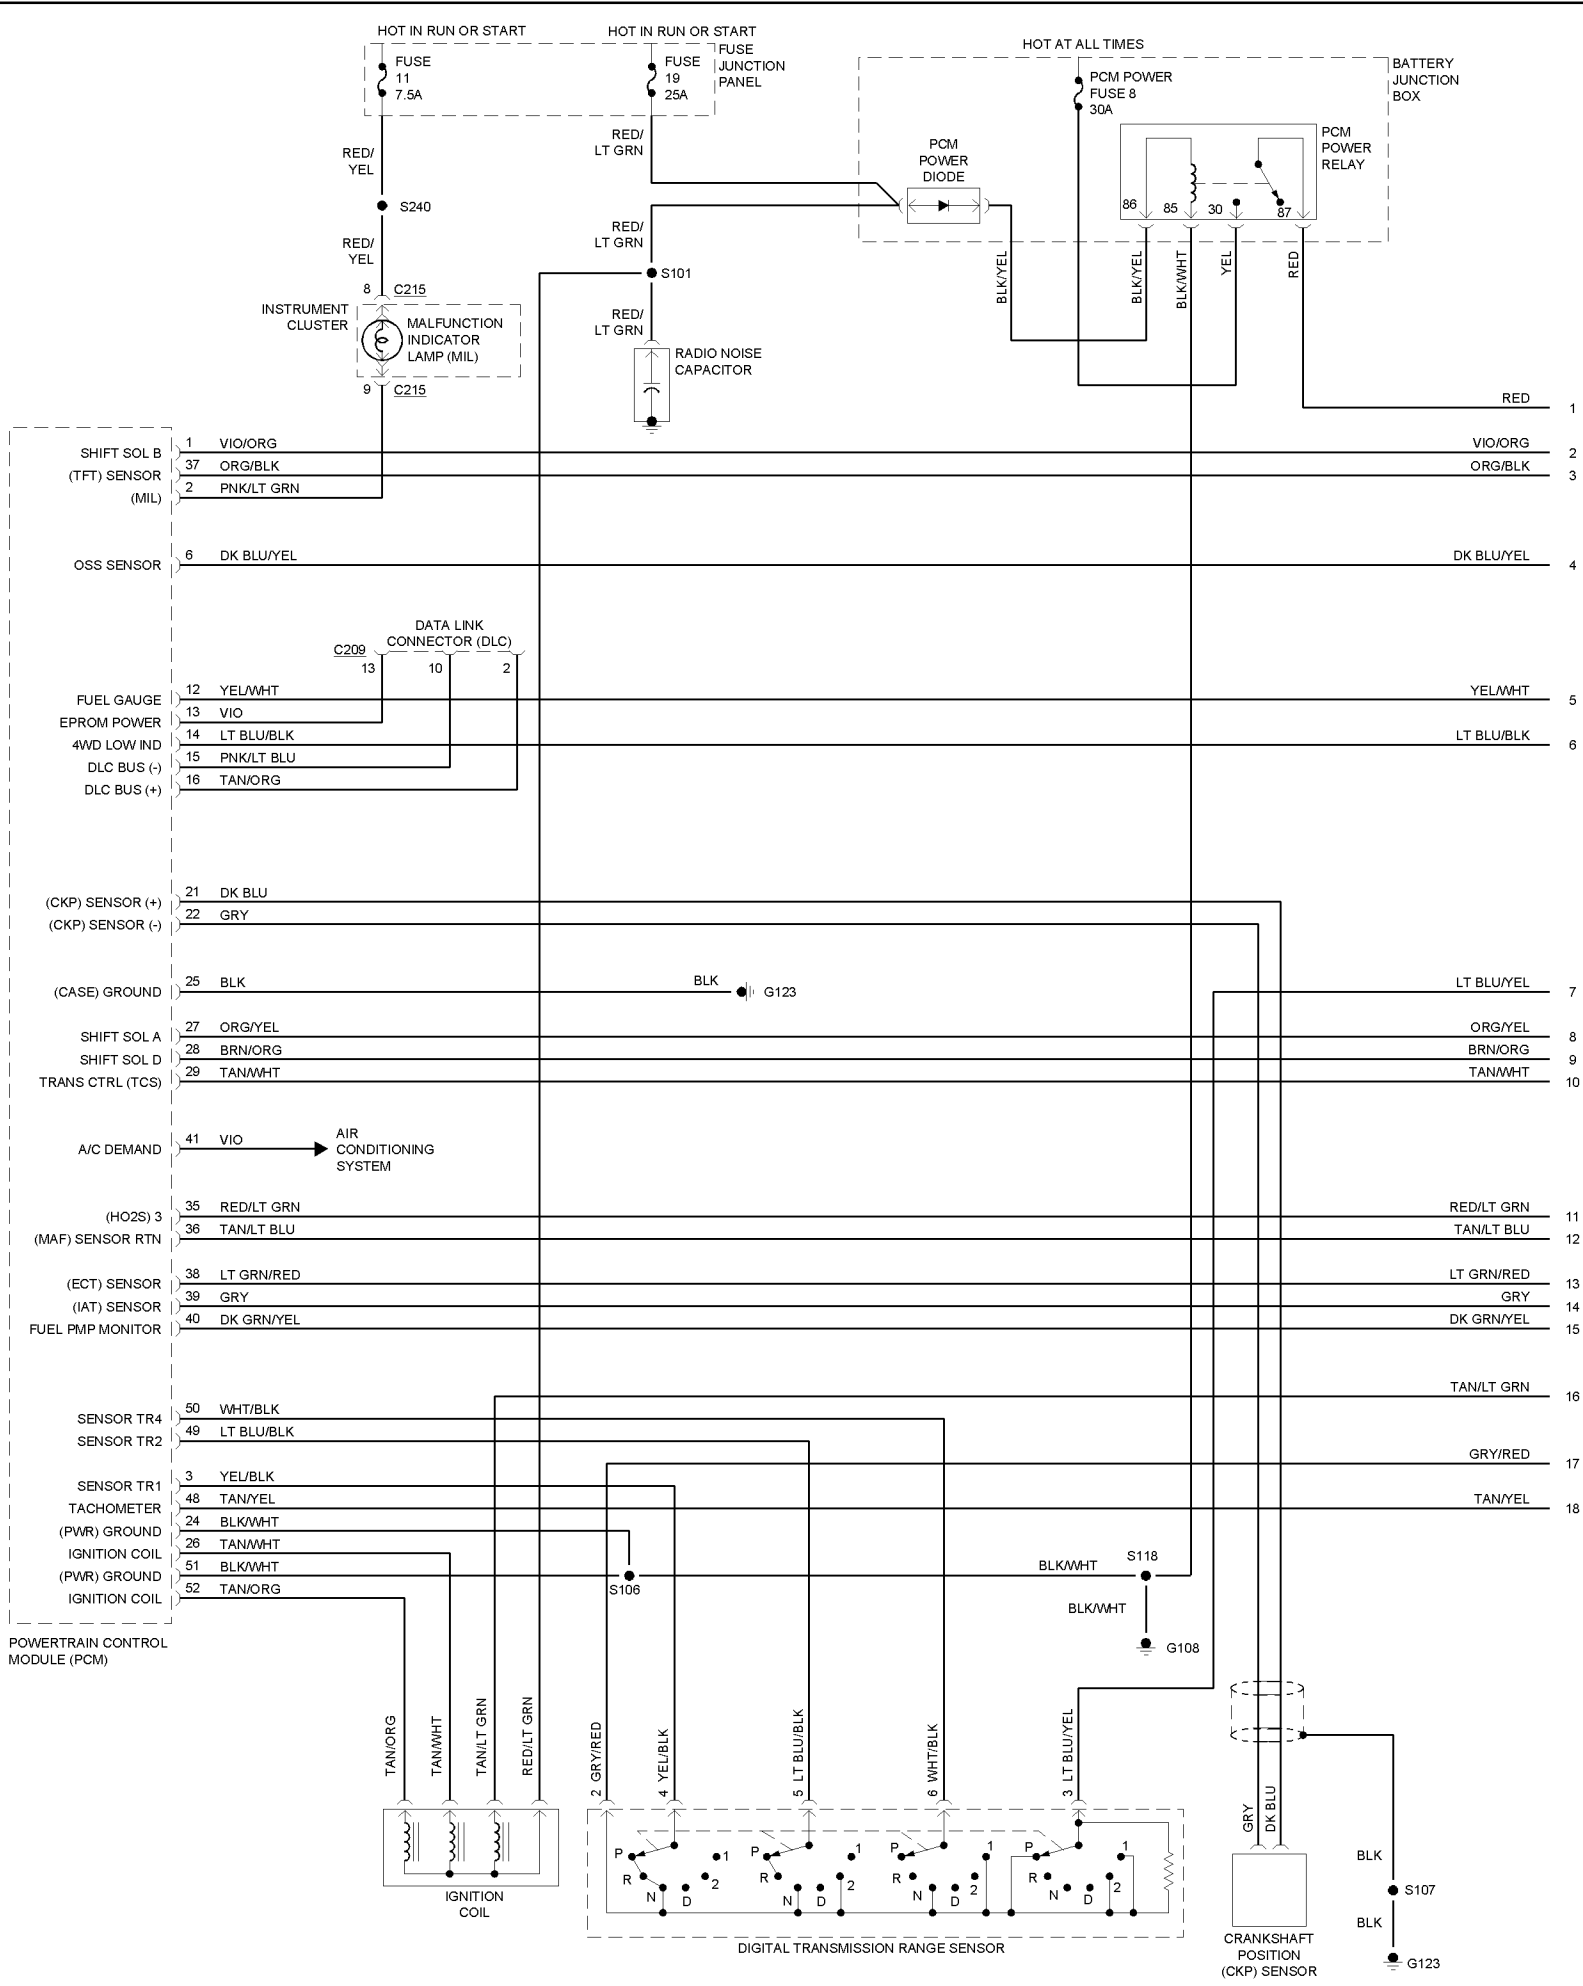 HOT IN RUN OR START
HOT IN RUN OR START
HOT AT ALL TIMES
FUSE
11
7.5A
FUSE
19
25A
FUSE
JUNCTION
PANEL
PCM POWER
FUSE 8
30A
BATTERY
JUNCTION
BOX
RED/
YEL
RED/
LT GRN
PCM
POWER
DIODE
PCM
POWER
RELAY
86
85
30
87
S240
RED/
YEL
RED/
LT GRN
S101
BLK/YEL
BLK/YEL
BLK/WHT
YEL
RED
8
C215
INSTRUMENT
CLUSTER
MALFUNCTION
INDICATOR
LAMP (MIL)
RED/
LT GRN
RADIO NOISE
CAPACITOR
9
C215
RED
1
SHIFT SOL B
1
VIO/ORG
VIO/ORG
2
(TFT) SENSOR
37
ORG/BLK
ORG/BLK
3
(MIL)
2
PNK/LT GRN
OSS SENSOR
6
DK BLU/YEL
DK BLU/YEL
4
DATA LINK
CONNECTOR (DLC)
C209
13
10
2
FUEL GAUGE
12
YEL/WHT
YEL/WHT
5
EPROM POWER
13
VIO
4WD LOW IND
14
LT BLU/BLK
LT BLU/BLK
6
DLC BUS (-)
15
PNK/LT BLU
DLC BUS (+)
16
TAN/ORG
(CKP) SENSOR (+)
21
DK BLU
(CKP) SENSOR (-)
22
GRY
(CASE) GROUND
25
BLK
BLK
G123
LT BLU/YEL
7
SHIFT SOL A
27
ORG/YEL
ORG/YEL
8
SHIFT SOL D
28
BRN/ORG
BRN/ORG
9
TRANS CTRL (TCS)
29
TAN/WHT
TAN/WHT
10
A/C DEMAND
41
VIO
AIR
CONDITIONING
SYSTEM
(HO2S) 3
35
RED/LT GRN
RED/LT GRN
11
(MAF) SENSOR RTN
36
TAN/LT BLU
TAN/LT BLU
12
(ECT) SENSOR
38
LT GRN/RED
LT GRN/RED
13
(IAT) SENSOR
39
GRY
GRY
14
FUEL PMP MONITOR
40
DK GRN/YEL
DK GRN/YEL
15
TAN/LT GRN
16
SENSOR TR4
50
WHT/BLK
SENSOR TR2
49
LT BLU/BLK
GRY/RED
17
SENSOR TR1
3
YEL/BLK
TACHOMETER
48
TAN/YEL
TAN/YEL
18
(PWR) GROUND
24
BLK/WHT
IGNITION COIL
26
TAN/WHT
(PWR) GROUND
51
BLK/WHT
S106
BLK/WHT
S118
IGNITION COIL
52
TAN/ORG
BLK/WHT
G108
POWERTRAIN CONTROL
MODULE (PCM)
TAN/ORG
TAN/WHT
TAN/LT GRN
RED/LT GRN
2 GRY/RED
4 YEL/BLK
5 LT BLU/BLK
6 WHT/BLK
3 LT BLU/YEL
GRY
DK BLU
P
R
N
D
2
1
P
R
N
D
2
1
P
R
N
D
2
1
P
R
N
D
2
1
IGNITION
COIL
DIGITAL TRANSMISSION RANGE SENSOR
BLK
S107
BLK
G123
CRANKSHAFT
POSITION
(CKP) SENSOR